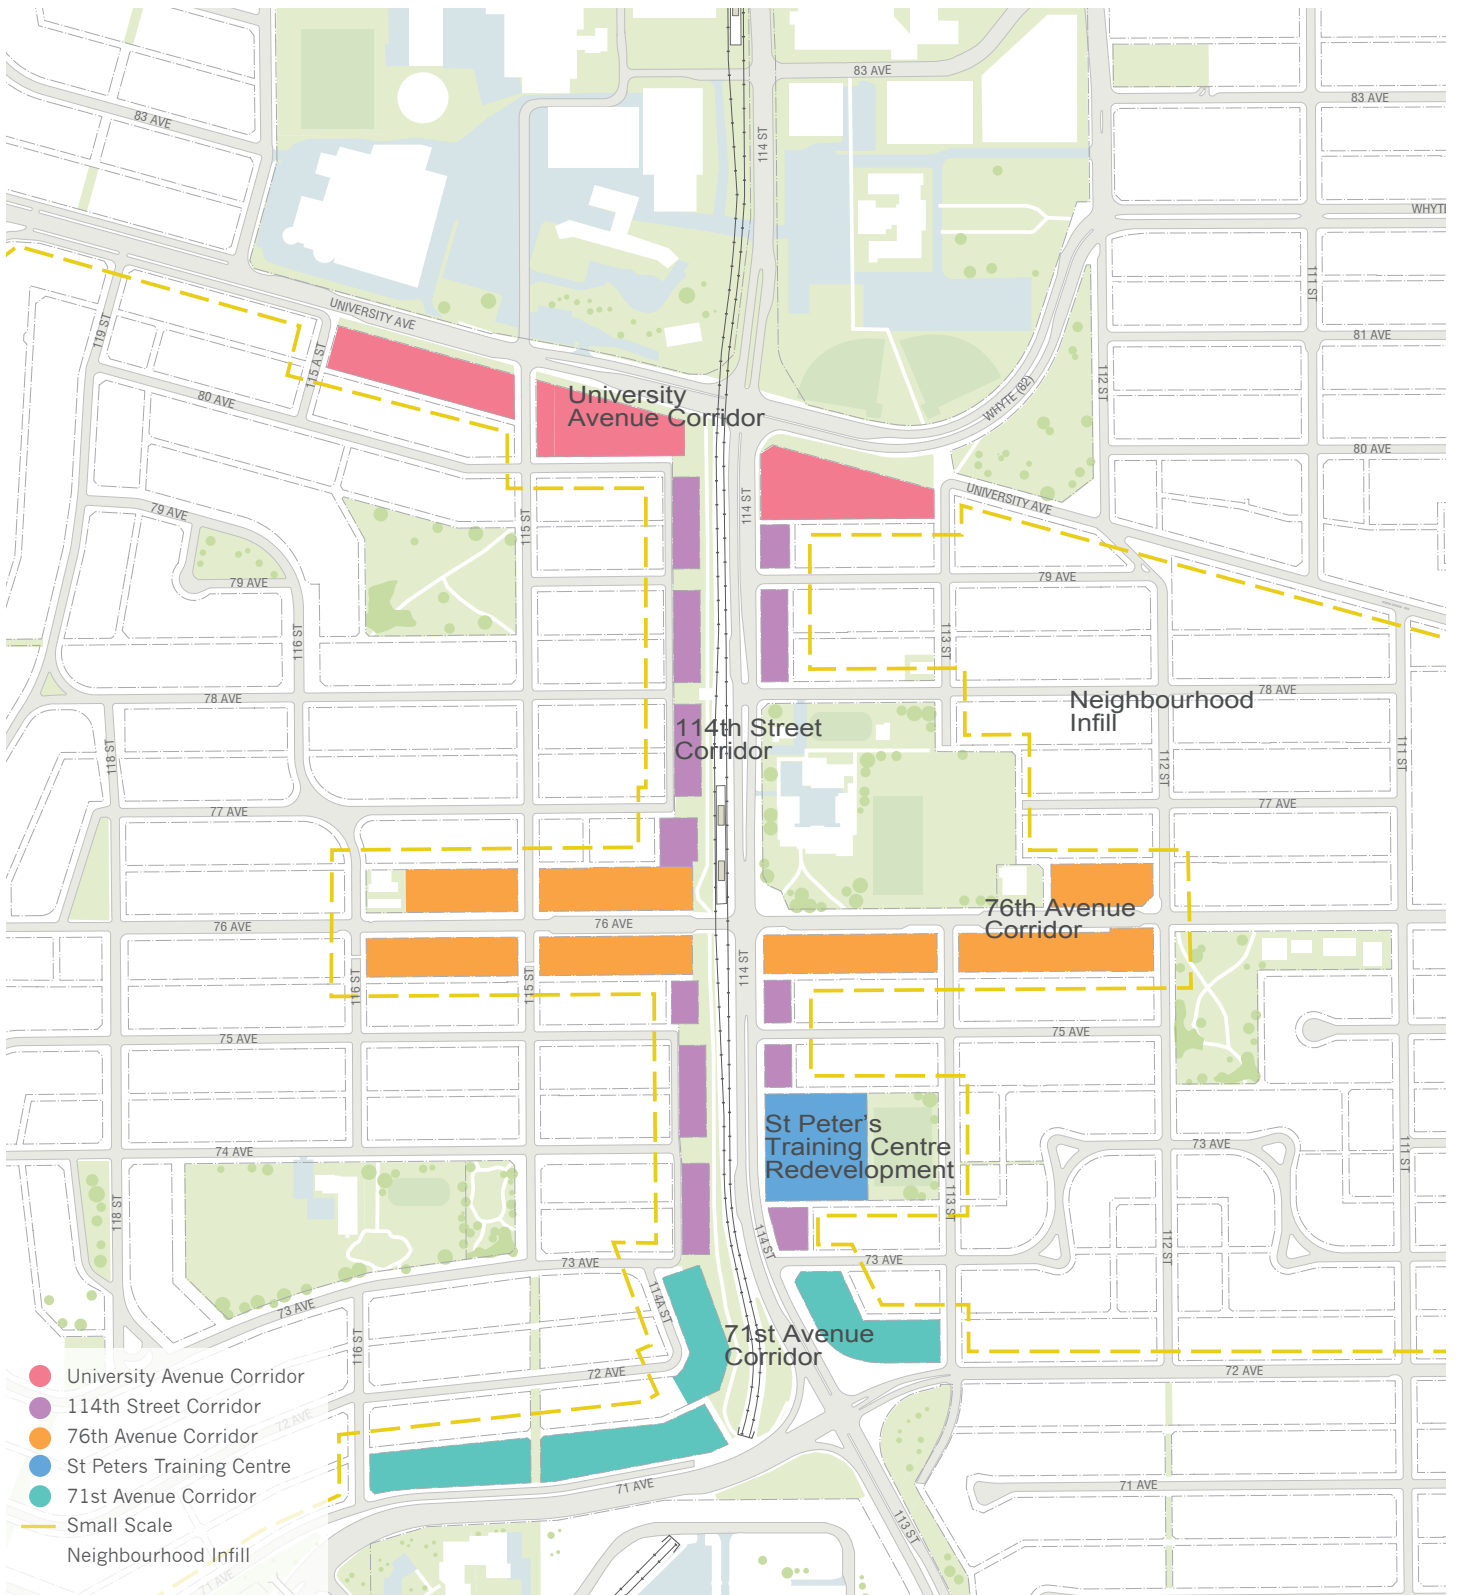 83 AVE
83 AVE
83 AVE
114 ST
WHYTE
111 ST
UNIVERSITY AVE
119 ST
115 A ST
81 AVE
112 ST
WHYTE (82)
University
Avenue Corridor
80 AVE
80 AVE
UNIVERSITY AVE
114 ST
115 ST
79 AVE
79 AVE
79 AVE
116 ST
113 ST
78 AVE
78 AVE
Neighbourhood
Infill
114th Street
Corridor
118 ST
112 ST
111 ST
77 AVE
77 AVE
76th Avenue
Corridor
76 AVE
76 AVE
114 ST
116 ST
115 ST
75 AVE
75 AVE
St Peter's
Training Centre
Redevelopment
74 AVE
73 AVE
111 ST
118 ST
113 ST
114 ST
112 ST
73 AVE
73 AVE
73 AVE
114A ST
116 ST
71st Avenue
Corridor
72 AVE
72 AVE
University Avenue Corridor
114th Street Corridor
72 AVE
76th Avenue Corridor
St Peters Training Centre
71st Avenue Corridor
71 AVE
71 AVE
Small Scale
Neighbourhood Infill
113 ST
71 AVE